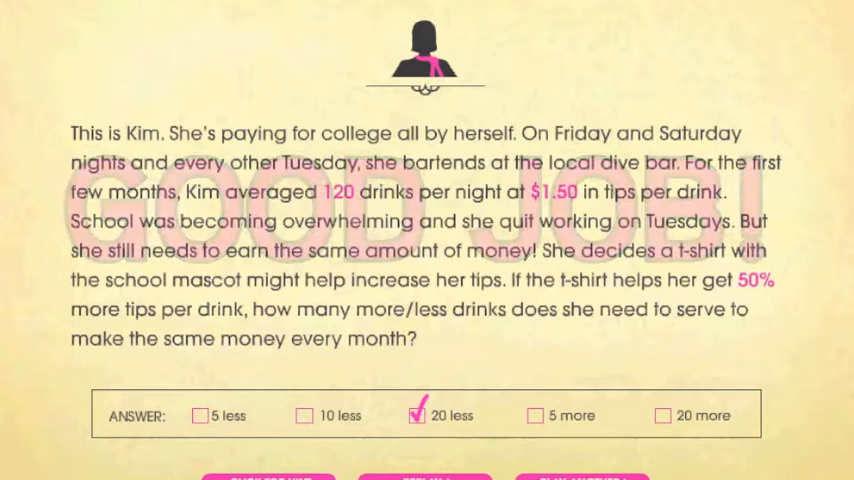 This is Kim. She's paying for college all by herself. On Friday and Saturday
nights and every other Tuesday, she bartends at the local dive bar. For the first
few months, Kim averaged 120 drinks per night at $1.50 in tips per drink.
School was becoming overwhelming and she quit working on Tuesdays. But
she still needs to earn the same amount of money! She decides a t-shirt with
the school mascot might help increase her tips. If the t-shirt helps her get 50%
more tips per drink, how many more/less drinks does she need to serve to
make the same money every month?
GOOD JOB!
ANSWER: 5 less 10 less 20 less 5 more 20 more